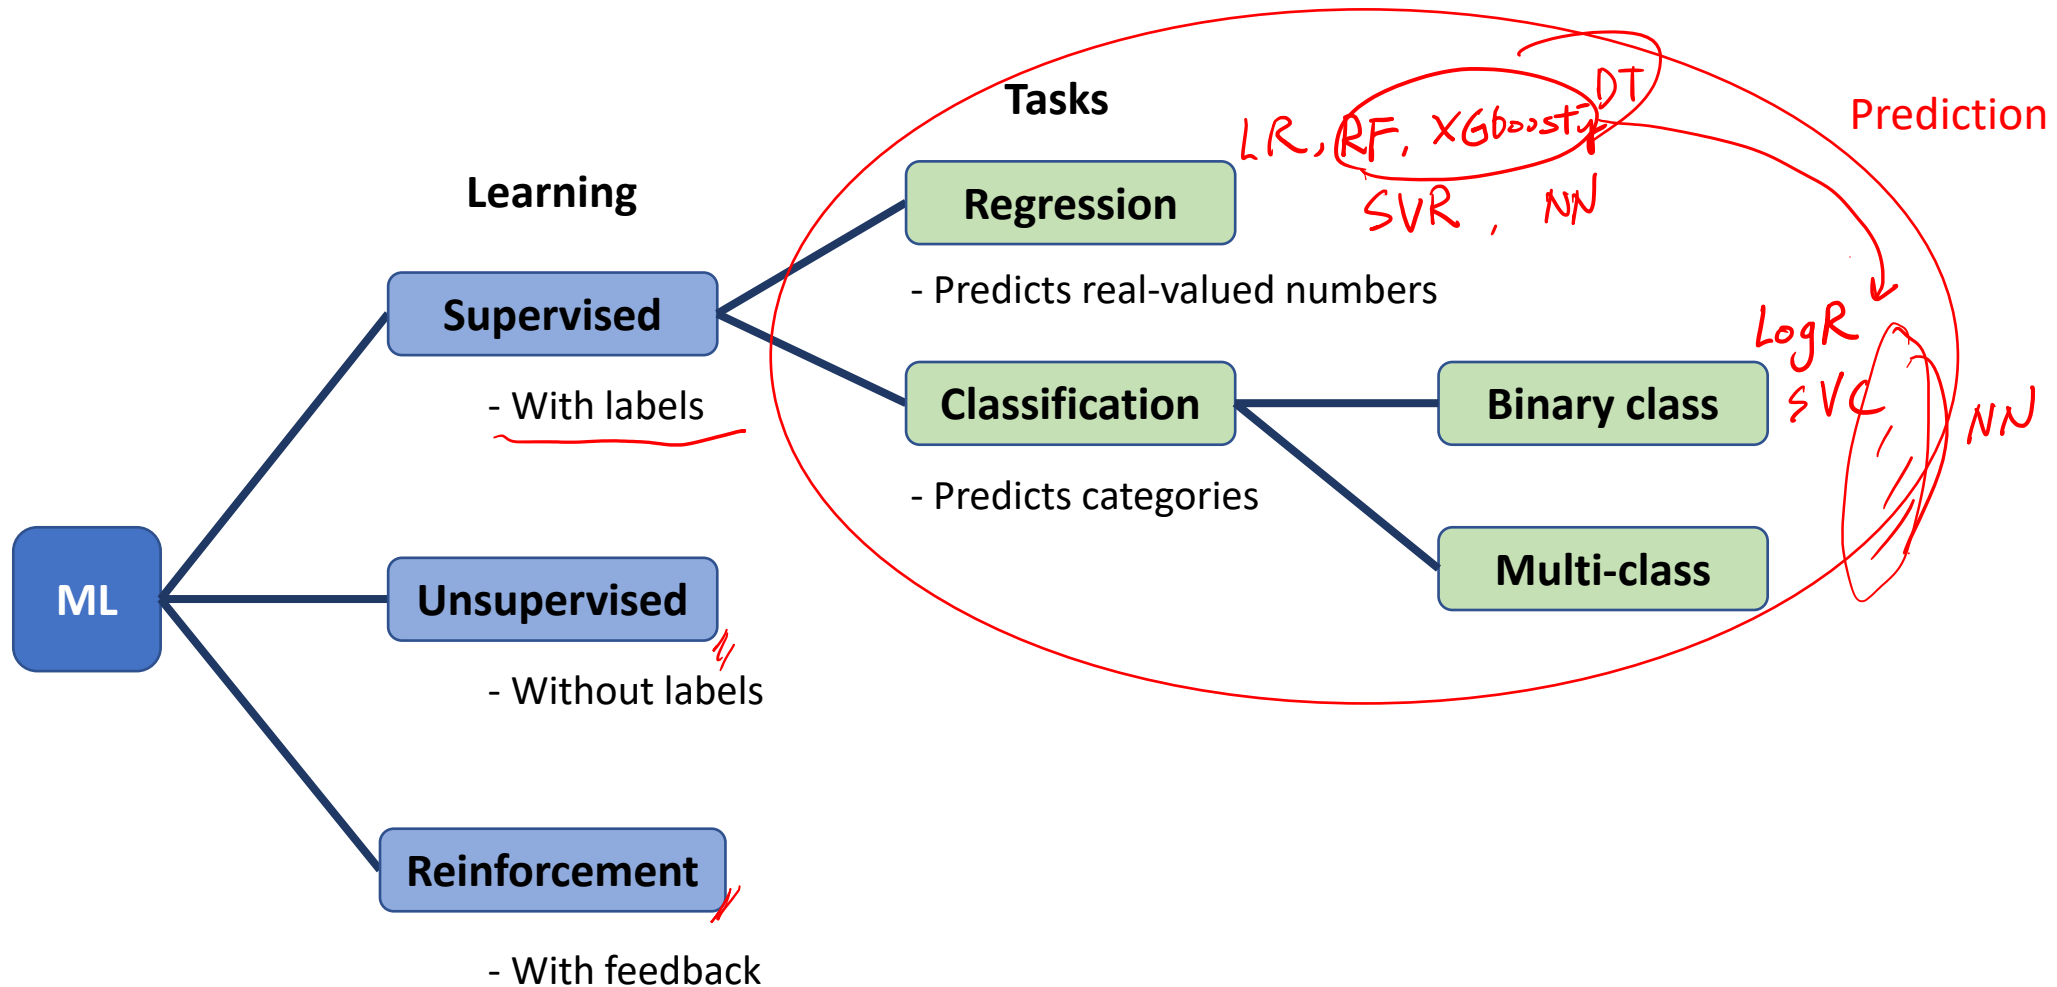 Tasks
DT
Prediction
LR, RF, XGboost,
Learning
Regression
SVR, NN
- Predicts real-valued numbers
Supervised
LogR
- With labels
Classification
Binary class
SVC
NN
- Predicts categories
Multi-class
ML
Unsupervised
- Without labels
Reinforcement
- With feedback